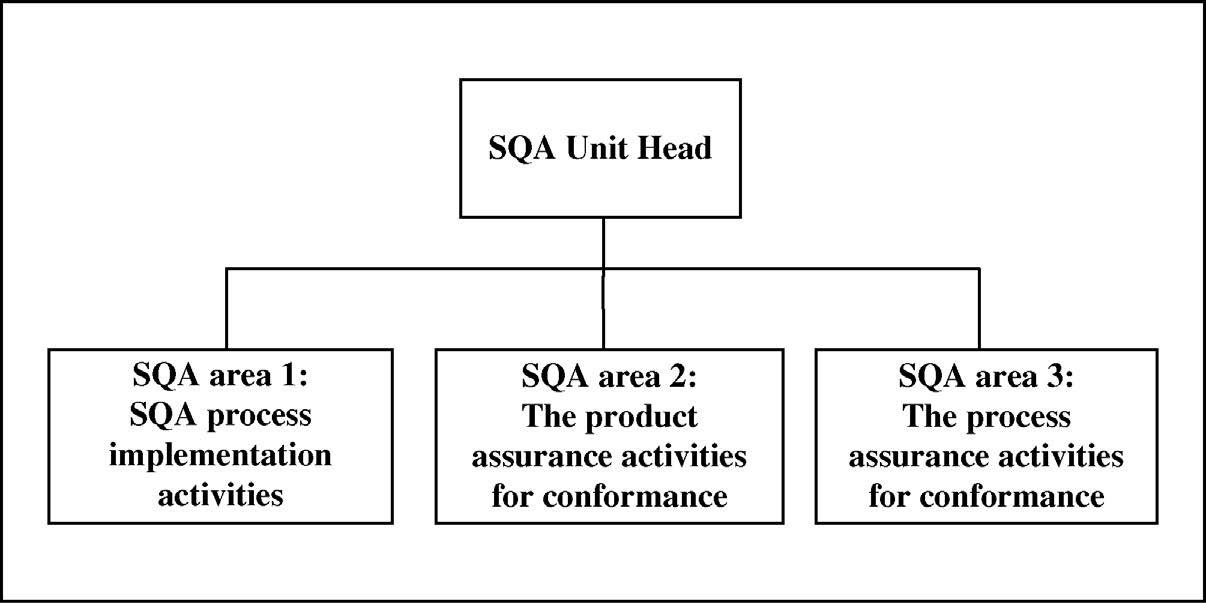 SQA Unit Head
SQA area 1:
SQA process
implementation
activities
SQA area 2:
The product
assurance activities
for conformance
SQA area 3:
The process
assurance activities
for conformance